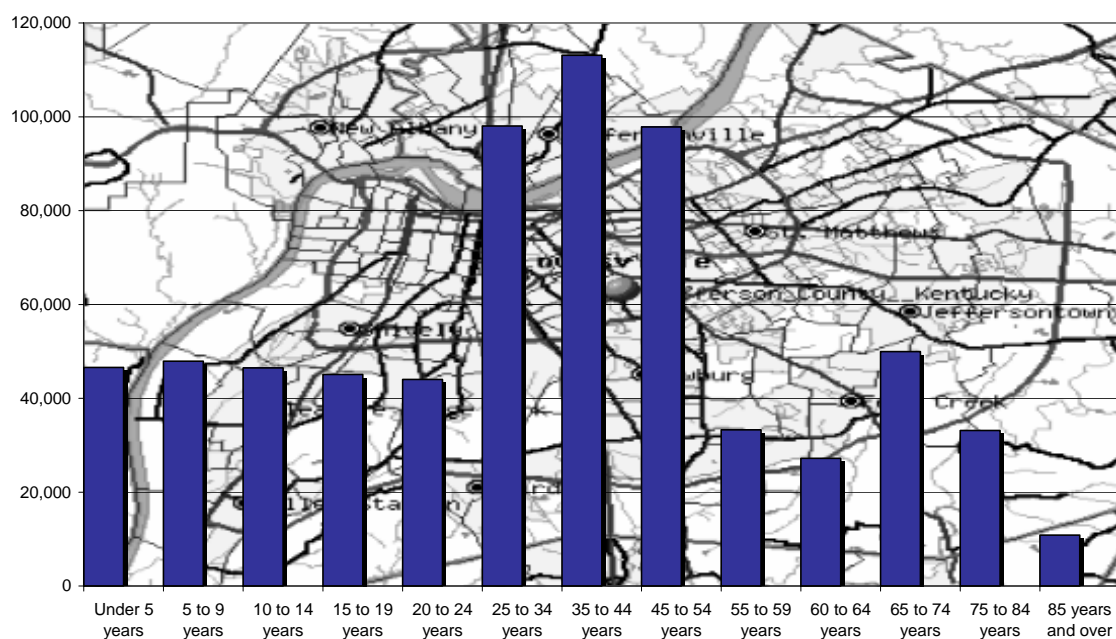 120,000
100,000
80,000
60,000
40,000
20,000
0
New Albany
St. Matthews
Kentucky
Jeffersontown
Creek
Under 5 years
5 to 9 years
10 to 14 years
15 to 19 years
20 to 24 years
25 to 34 years
35 to 44 years
45 to 54 years
55 to 59 years
60 to 64 years
65 to 74 years
75 to 84 years
85 years and over